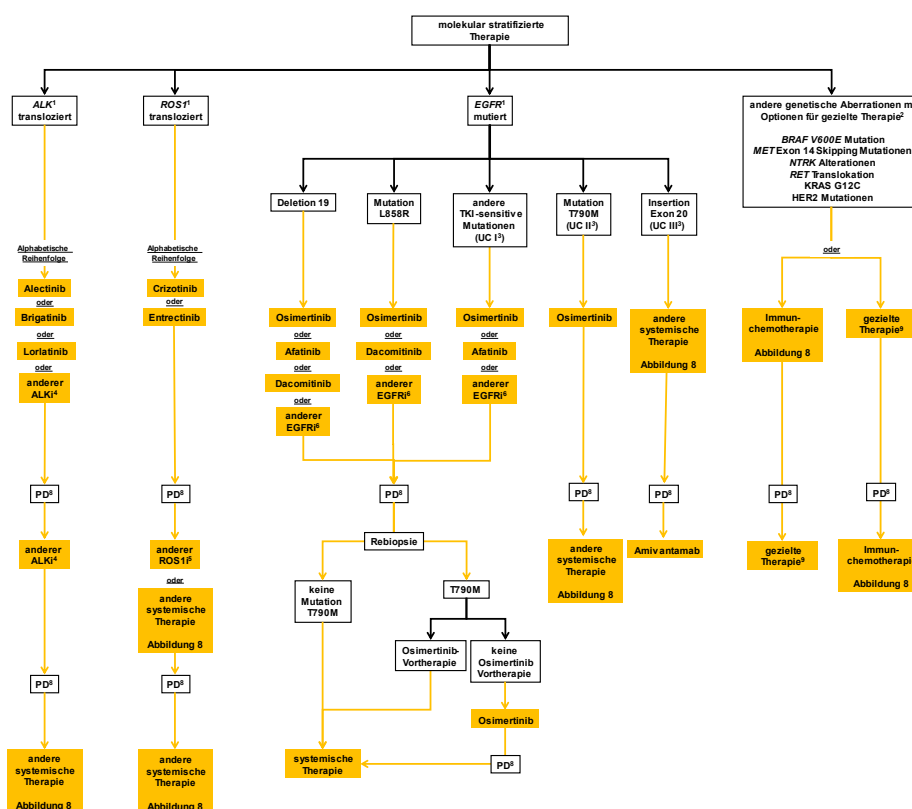 molekular stratifizierte
Therapie
ALK¹
transloziert
ROS1¹
transloziert
EGFR¹
mutiert
andere genetische Aberrationen m
Optionen für gezielte Therapie²
BRAF V600E Mutation
MET Exon 14 Skipping Mutationen
NTRK Alterationen
RET Translokation
KRAS G12C
HER2 Mutationen
Deletion 19
Mutation
L858R
andere
TKI-sensitive
Mutationen
(UC I³)
Mutation
T790M
(UC II³)
Insertion
Exon 20
(UC III³)
Alphabetische
Reihenfolge
Alectinib
oder
Brigatinib
oder
Lorlatinib
oder
anderer
ALKi⁴
Alphabetische
Reihenfolge
Crizotinib
oder
Entrectinib
Osimertinib
oder
Afatinib
oder
Dacomitinib
oder
anderer
EGFRi⁶
Osimertinib
oder
Dacomitinib
oder
anderer
EGFRi⁶
Osimertinib
oder
Afatinib
oder
anderer
EGFRi⁶
Osimertinib
andere
systemische
Therapie
Abbildung 8
oder
Immun-
chemotherapie
Abbildung 8
gezielte
Therapie⁹
PD⁸
PD⁸
PD⁸
PD⁸
PD⁸
PD⁸
PD⁸
anderer
ALKi⁴
anderer
ROS1i⁵
oder
andere
systemische
Therapie
Abbildung 8
Rebiopsie
keine
Mutation
T790M
T790M
andere
systemische
Therapie
Abbildung 8
Amivantamab
gezielte
Therapie⁹
Immun-
chemotherapie
Abbildung 8
Osimertinib-
Vortherapie
keine
Osimertinib
Vortherapie
PD⁸
PD⁸
Osimertinib
PD⁸
andere
systemische
Therapie
Abbildung 8
andere
systemische
Therapie
Abbildung 8
systemische
Therapie